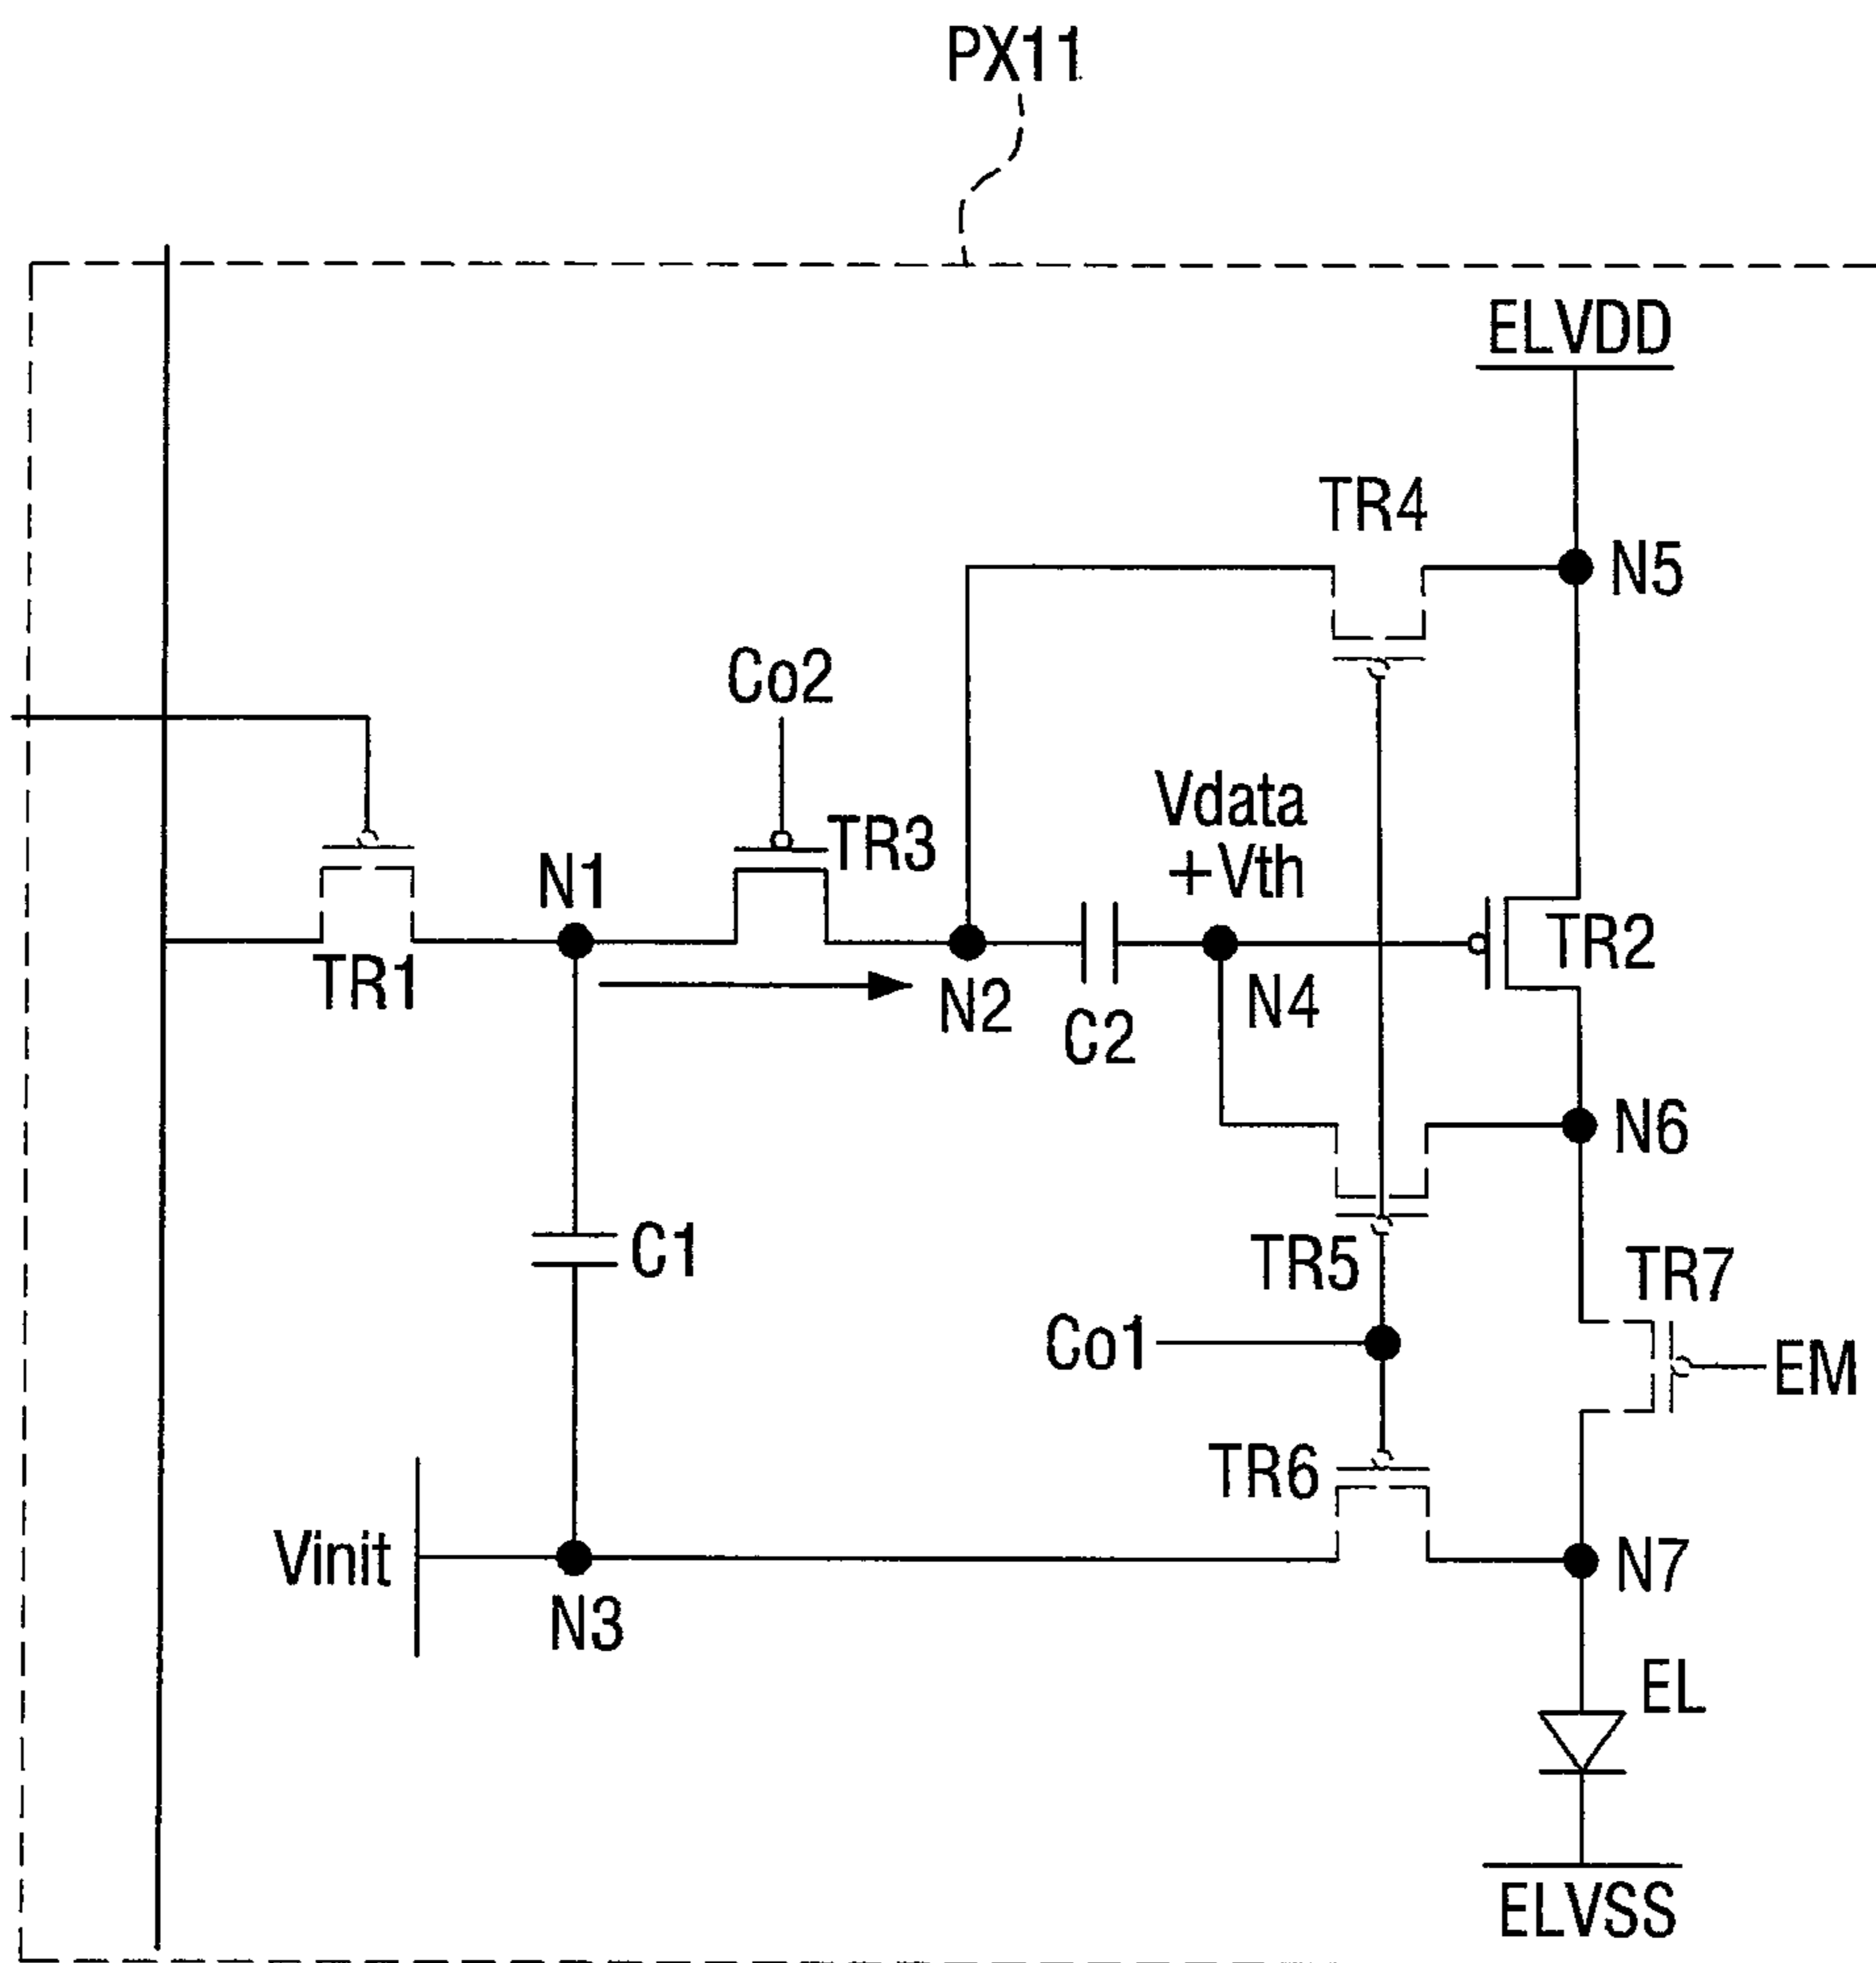 PX11
ELVDD
TR4
N5
Co2
Vdata
+Vth
TR3
N1
TR2
TR1
N2
N4
C2
N6
C1
TR5
TR7
Co1
EM
TR6
Vinit
N7
N3
EL
ELVSS